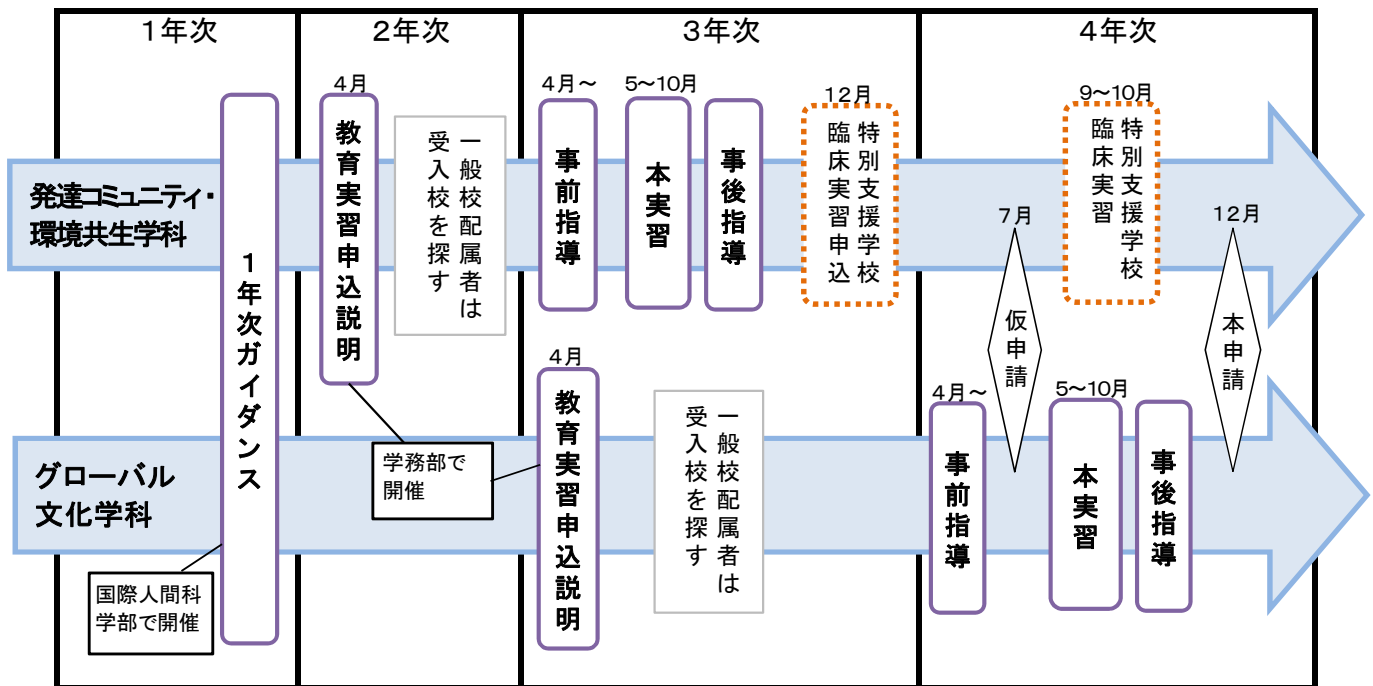 １年次
２年次
３年次
４年次
４月
４月～
５～１０月
１２月
９～１０月
発達コミュニティ・
環境共生学科
１年次ガイダンス
教育実習申込説明
一般校配属者は
受入校を探す
事前指導
本実習
事後指導
特別支援学校
臨床実習申込
７月
仮申請
特別支援学校
臨床実習
１２月
本申請
グローバル
文化学科
国際人間科
学部で開催
学務部で
開催
４月
教育実習申込説明
一般校配属者は
受入校を探す
４月～
事前指導
５～１０月
本実習
事後指導